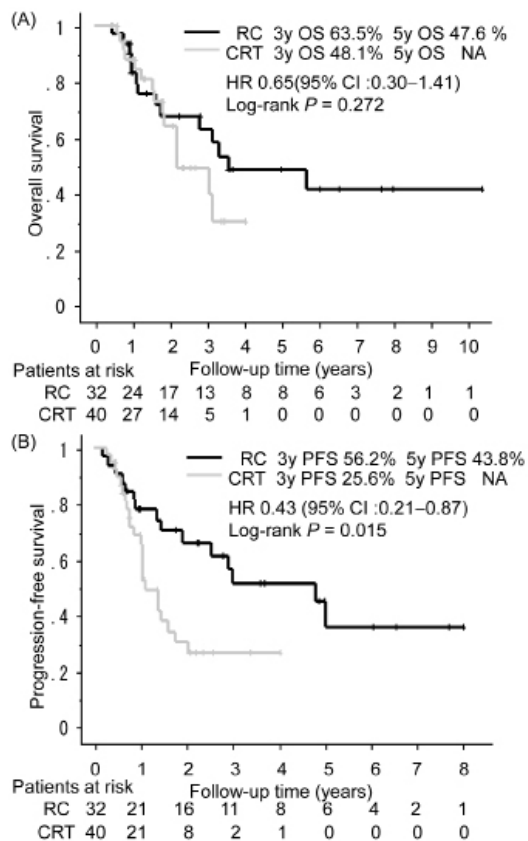 (A)
RC 3y OS 63.5% 5y OS 47.6 %
CRT 3y OS 48.1% 5y OS NA
HR 0.65(95% CI :0.30–1.41)
Log-rank P = 0.272
Overall survival
1
.8
.6
.4
.2
0
0 1 2 3 4 5 6 7 8 9 10
Patients at risk
Follow-up time (years)
RC 32 24 17 13 8 8 6 3 2 1 1
CRT 40 27 14 5 1 0 0 0 0 0 0
(B)
RC 3y PFS 56.2% 5y PFS 43.8%
CRT 3y PFS 25.6% 5y PFS NA
HR 0.43 (95% CI :0.21–0.87)
Log-rank P = 0.015
Progression-free survival
1
.8
.6
.4
.2
0
0 1 2 3 4 5 6 7 8
Patients at risk
Follow-up time (years)
RC 32 21 16 11 8 6 4 2 1
CRT 40 21 8 2 1 0 0 0 0